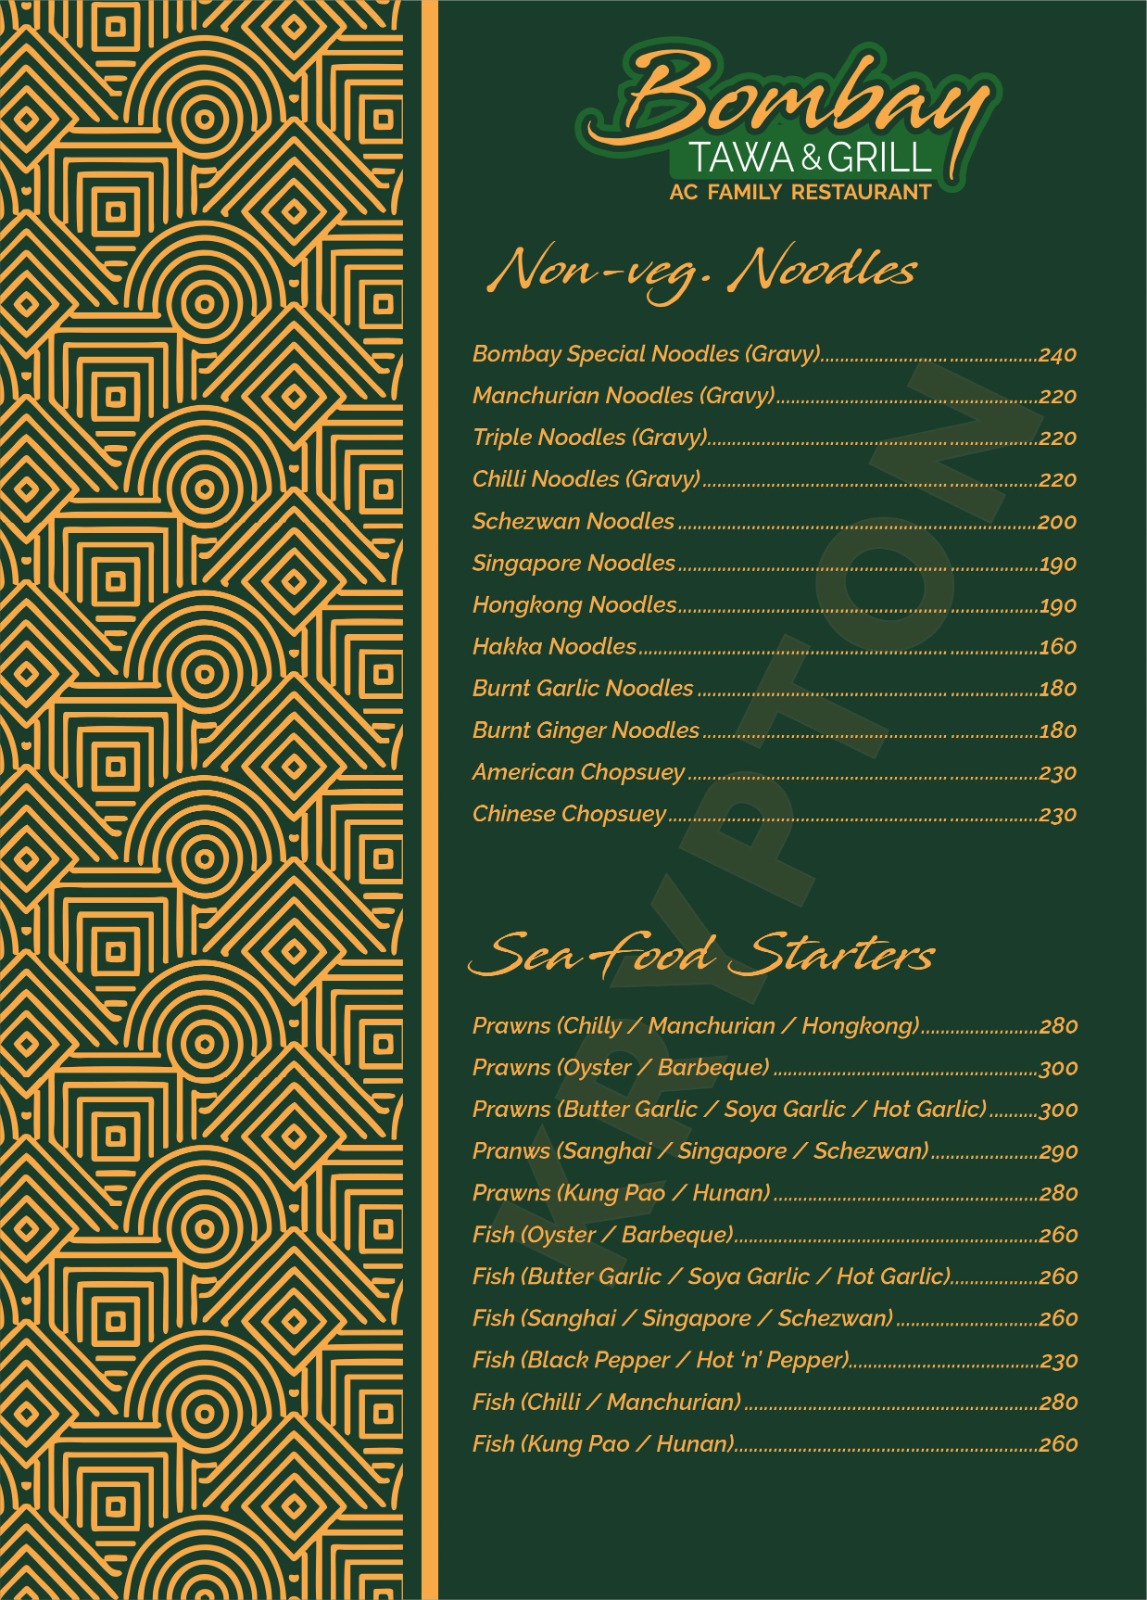 Bombay
TAWA & GRILL
AC FAMILY RESTAURANT
Non-veg. Noodles
Bombay Special Noodles (Gravy)...............................................240
Manchurian Noodles (Gravy)...............................................220
Triple Noodles (Gravy)...............................................220
Chilli Noodles (Gravy)...............................................220
Schezwan Noodles...............................................200
Singapore Noodles...............................................190
Hongkong Noodles...............................................190
Hakka Noodles...............................................160
Burnt Garlic Noodles...............................................180
Burnt Ginger Noodles...............................................180
American Chopsuey...............................................230
Chinese Chopsuey...............................................230
Sea food Starters
Prawns (Chilly / Manchurian / Hongkong)........................280
Prawns (Oyster / Barbeque)........................300
Prawns (Butter Garlic / Soya Garlic / Hot Garlic)..........300
Pranws (Sanghai / Singapore / Schezwan)......................290
Prawns (Kung Pao / Hunan)........................280
Fish (Oyster / Barbeque)........................260
Fish (Butter Garlic / Soya Garlic / Hot Garlic)..................260
Fish (Sanghai / Singapore / Schezwan)........................260
Fish (Black Pepper / Hot ‘n’ Pepper)........................230
Fish (Chilli / Manchurian)........................280
Fish (Kung Pao / Hunan)........................260
KRYPTON